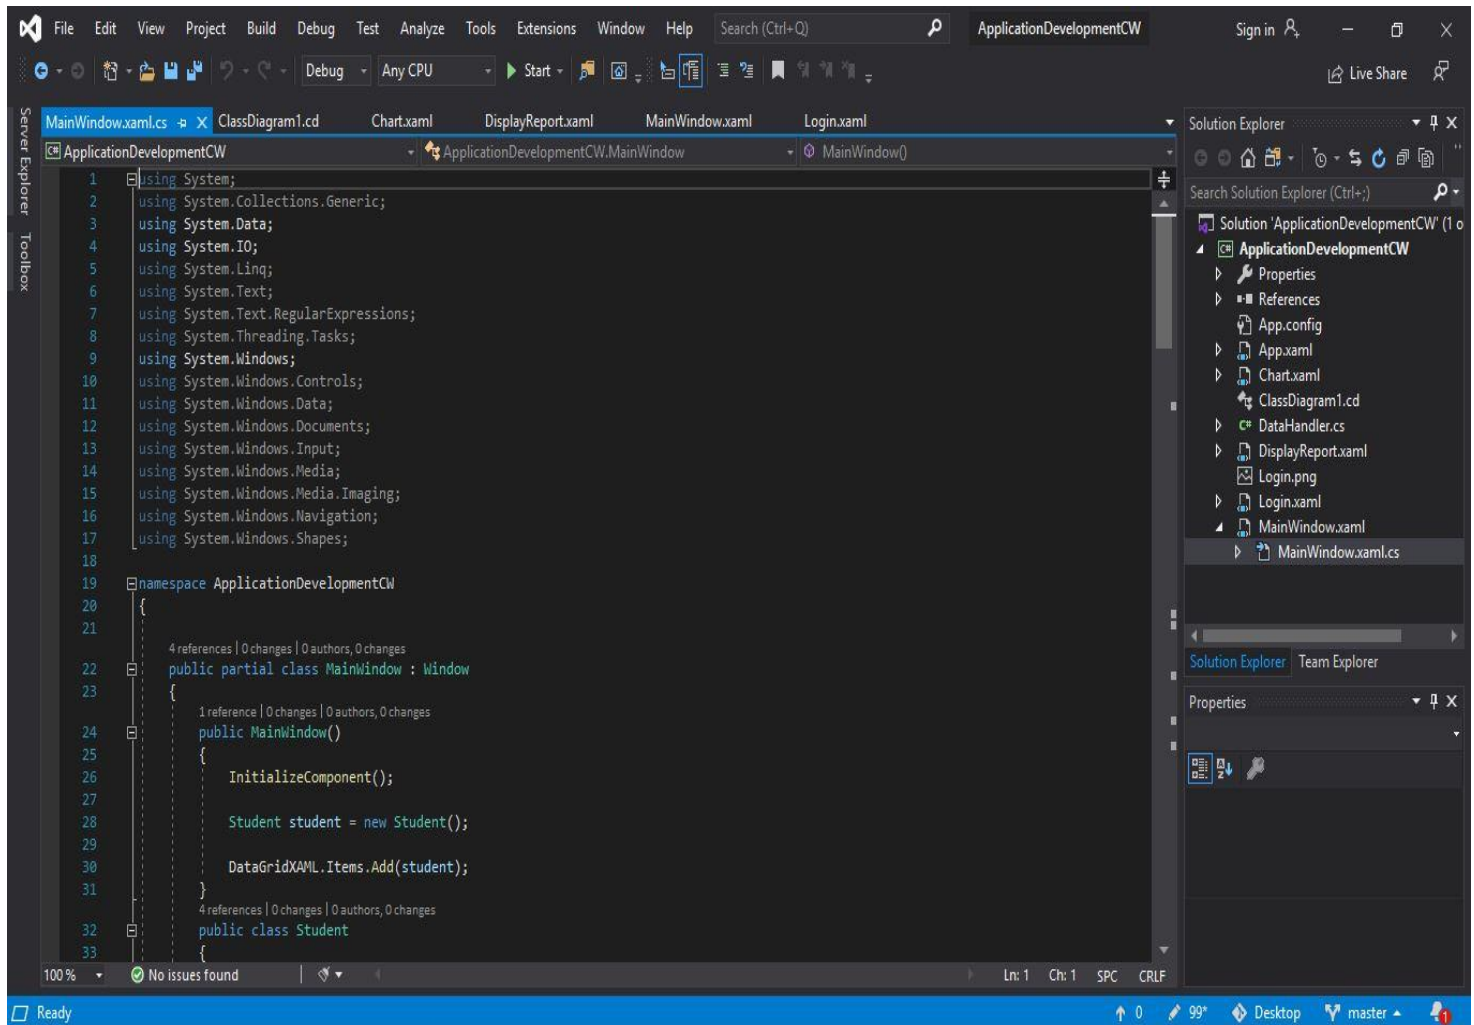 File Edit View Project Build Debug Test Analyze Tools Extensions Window Help Search (Ctrl+Q) ApplicationDevelopmentCW Sign in
Debug Any CPU Start Live Share
Server Explorer
Toolbox
MainWindow.xaml.cs ClassDiagram1.cd Chart.xaml DisplayReport.xaml MainWindow.xaml Login.xaml
ApplicationDevelopmentCW ApplicationDevelopmentCW.MainWindow MainWindow()
1 using System;
2 using System.Collections.Generic;
3 using System.Data;
4 using System.IO;
5 using System.Linq;
6 using System.Text;
7 using System.Text.RegularExpressions;
8 using System.Threading.Tasks;
9 using System.Windows;
10 using System.Windows.Controls;
11 using System.Windows.Data;
12 using System.Windows.Documents;
13 using System.Windows.Input;
14 using System.Windows.Media;
15 using System.Windows.Media.Imaging;
16 using System.Windows.Navigation;
17 using System.Windows.Shapes;
18
19 namespace ApplicationDevelopmentCW
20 {
21
4 references | 0 changes | 0 authors, 0 changes
22 public partial class MainWindow : Window
23 {
1 reference | 0 changes | 0 authors, 0 changes
24 public MainWindow()
25 {
26 InitializeComponent();
27
28 Student student = new Student();
29
30 DataGridXAML.Items.Add(student);
31 }
4 references | 0 changes | 0 authors, 0 changes
32 public class Student
33 {
100 % No issues found Ln: 1 Ch: 1 SPC CRLF
Solution Explorer
Search Solution Explorer (Ctrl+;)
Solution 'ApplicationDevelopmentCW' (1 o
C# ApplicationDevelopmentCW
Properties
References
App.config
App.xaml
Chart.xaml
ClassDiagram1.cd
C# DataHandler.cs
DisplayReport.xaml
Login.png
Login.xaml
MainWindow.xaml
MainWindow.xaml.cs
Solution Explorer Team Explorer
Properties
Ready 0 99* Desktop master 1